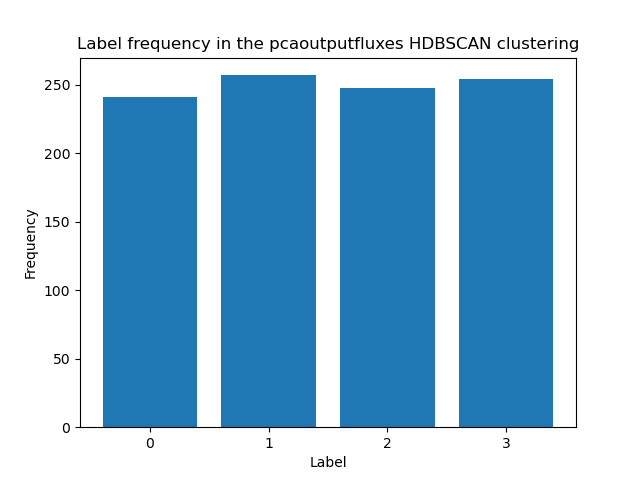 Label frequency in the pcaoutputfluxes HDBSCAN clustering
250
200
150
100
50
0
Frequency
0 1 2 3
Label